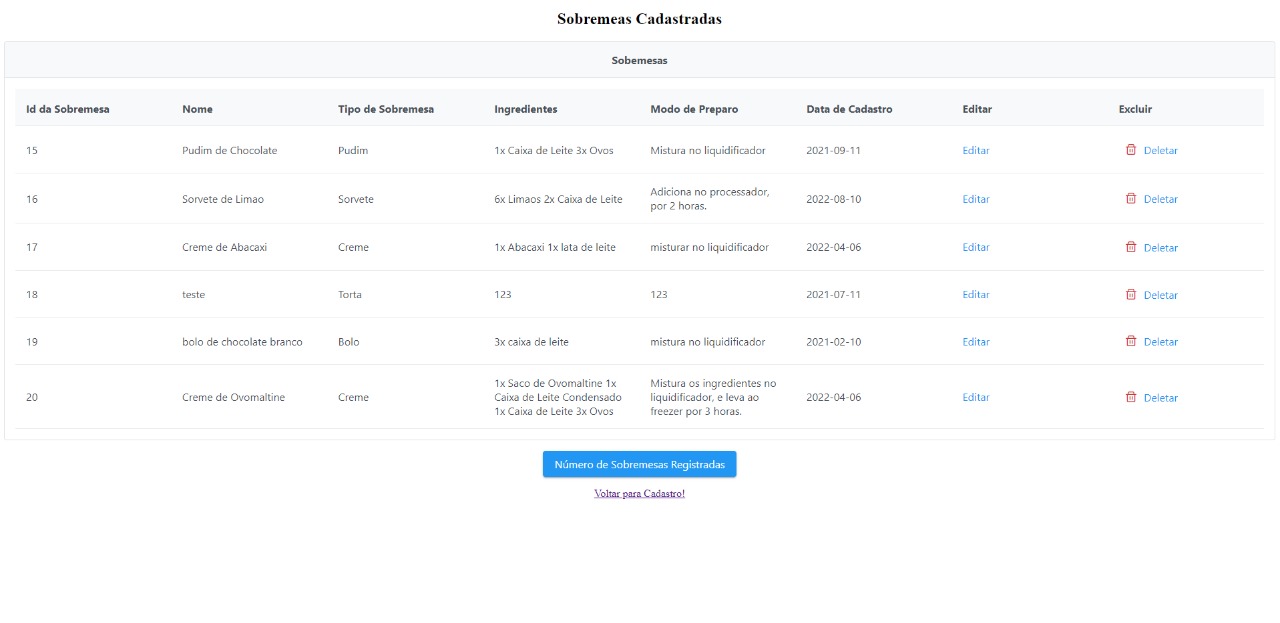 Sobremeas Cadastradas
Sobemesas
Id da Sobremesa Nome Tipo de Sobremesa Ingredientes Modo de Preparo Data de Cadastro Editar Excluir
15 Pudim de Chocolate Pudim 1x Caixa de Leite 3x Ovos Mistura no liquidificador 2021-09-11 Editar Deletar
16 Sorvete de Limao Sorvete 6x Limaos 2x Caixa de Leite Adiciona no processador, 2022-08-10 Editar Deletar
por 2 horas.
17 Creme de Abacaxi Creme 1x Abacaxi 1x lata de leite misturar no liquidificador 2022-04-06 Editar Deletar
18 teste Torta 123 123 2021-07-11 Editar Deletar
19 bolo de chocolate branco Bolo 3x caixa de leite mistura no liquidificador 2021-02-10 Editar Deletar
20 Creme de Ovomaltine Creme 1x Saco de Ovomaltine 1x
Caixa de Leite Condensado
1x Caixa de Leite 3x Ovos
Mistura os ingredientes no
liquidificador, e leva ao
freezer por 3 horas.
2022-04-06 Editar Deletar
Número de Sobremesas Registradas
Voltar para Cadastro!